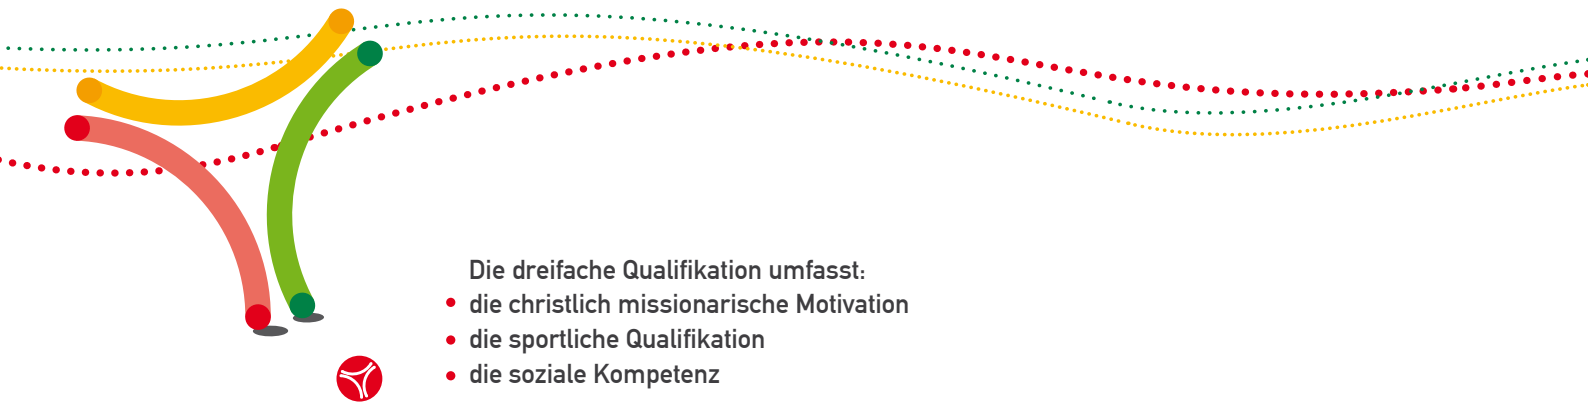 Die dreifache Qualifikation umfasst:
die christlich missionarische Motivation
die sportliche Qualifikation
die soziale Kompetenz